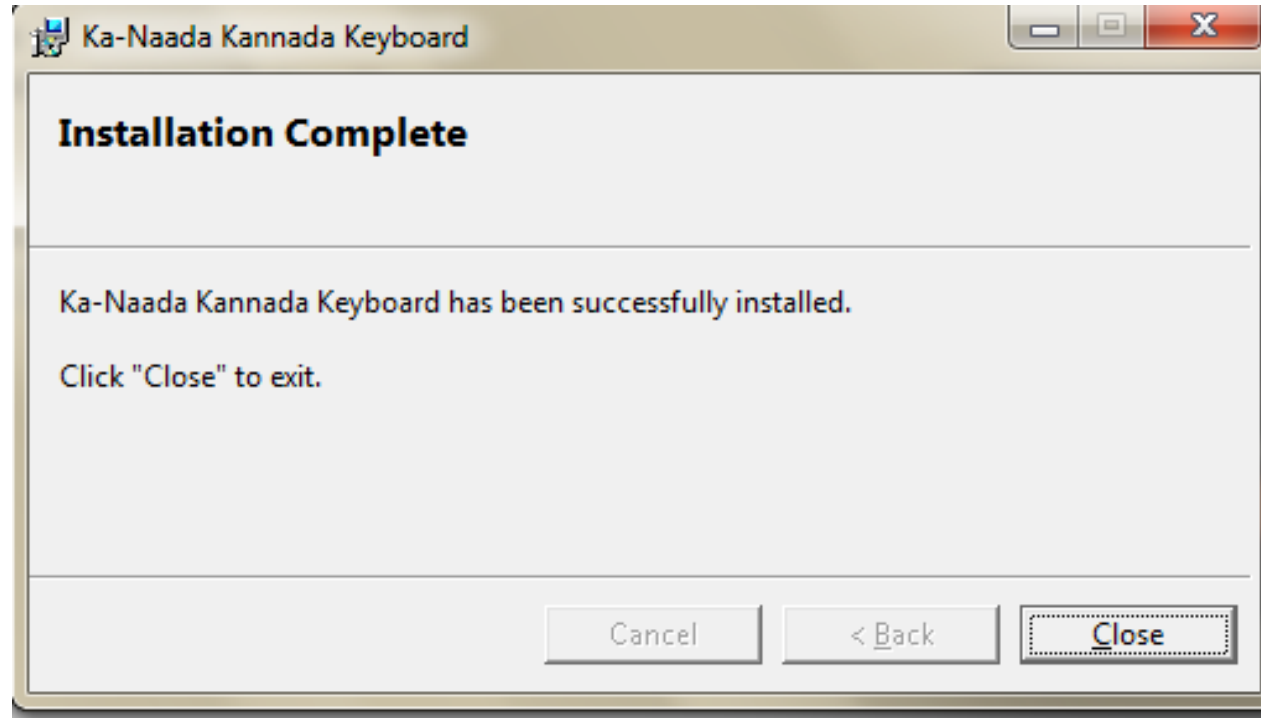 Ka-Naada Kannada Keyboard
Installation Complete
Ka-Naada Kannada Keyboard has been successfully installed.
Click "Close" to exit.
Cancel
< Back
Close